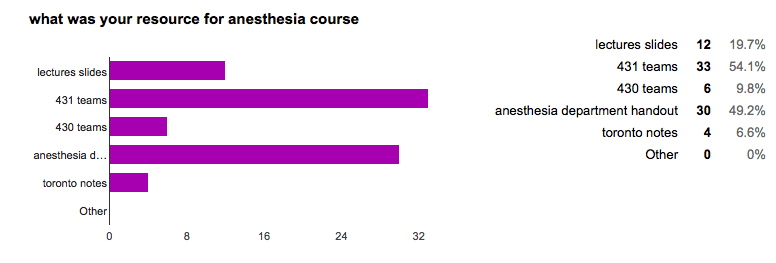 what was your resource for anesthesia course
lectures slides
431 teams
430 teams
anesthesia d...
toronto notes
Other
0 8 16 24 32
lectures slides 12 19.7%
431 teams 33 54.1%
430 teams 6 9.8%
anesthesia department handout 30 49.2%
toronto notes 4 6.6%
Other 0 0%